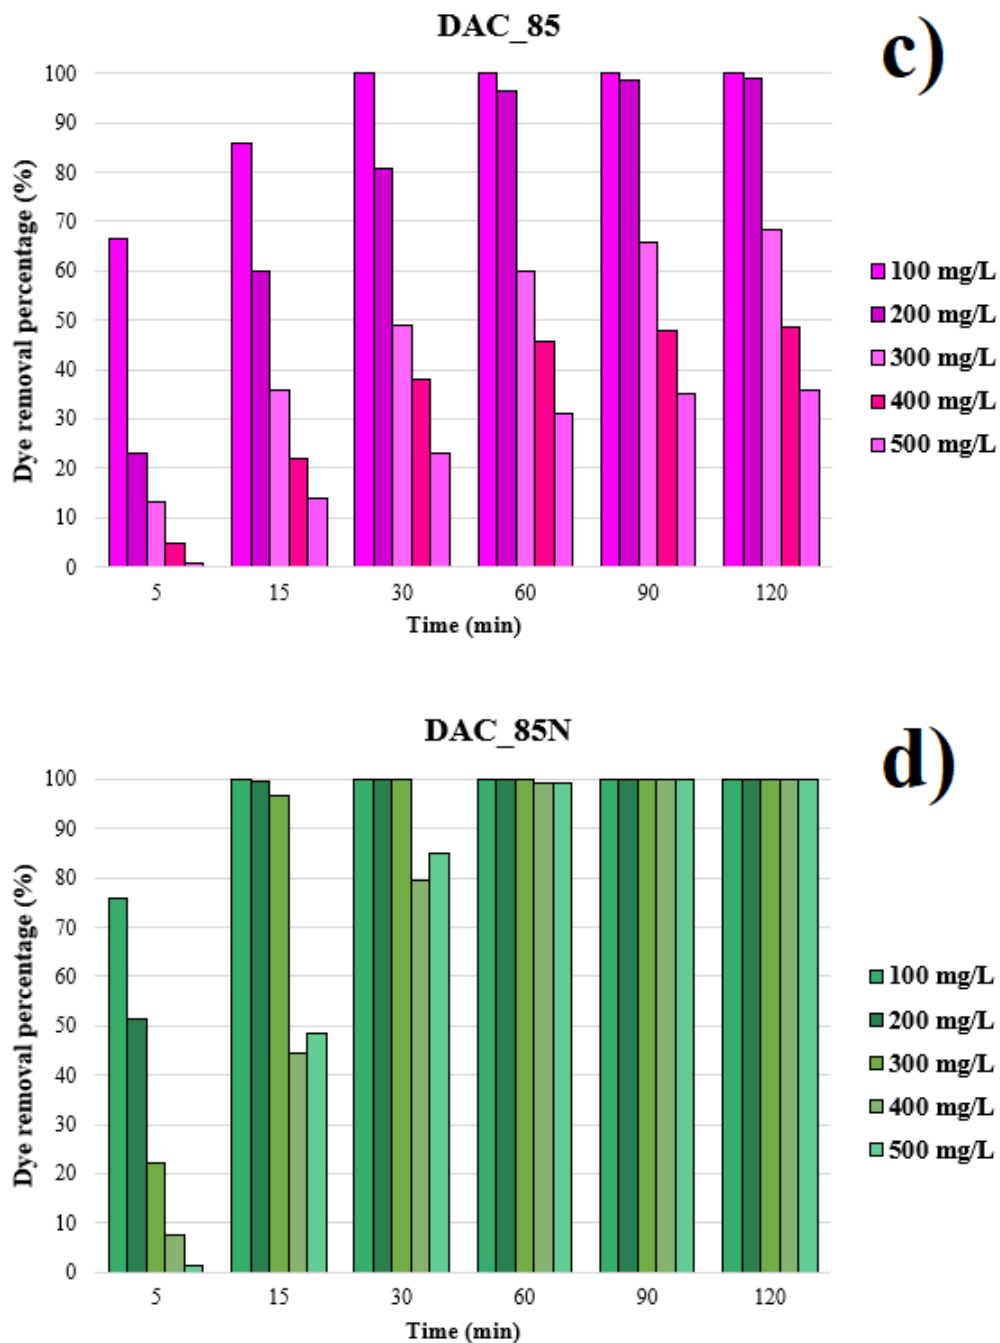 DAC_85
c)
Dye removal percentage (%)
100
90
80
70
60
50
40
30
20
10
0
5 15 30 60 90 120
Time (min)
100 mg/L
200 mg/L
300 mg/L
400 mg/L
500 mg/L
DAC_85N
d)
Dye removal percentage (%)
100
90
80
70
60
50
40
30
20
10
0
5 15 30 60 90 120
Time (min)
100 mg/L
200 mg/L
300 mg/L
400 mg/L
500 mg/L